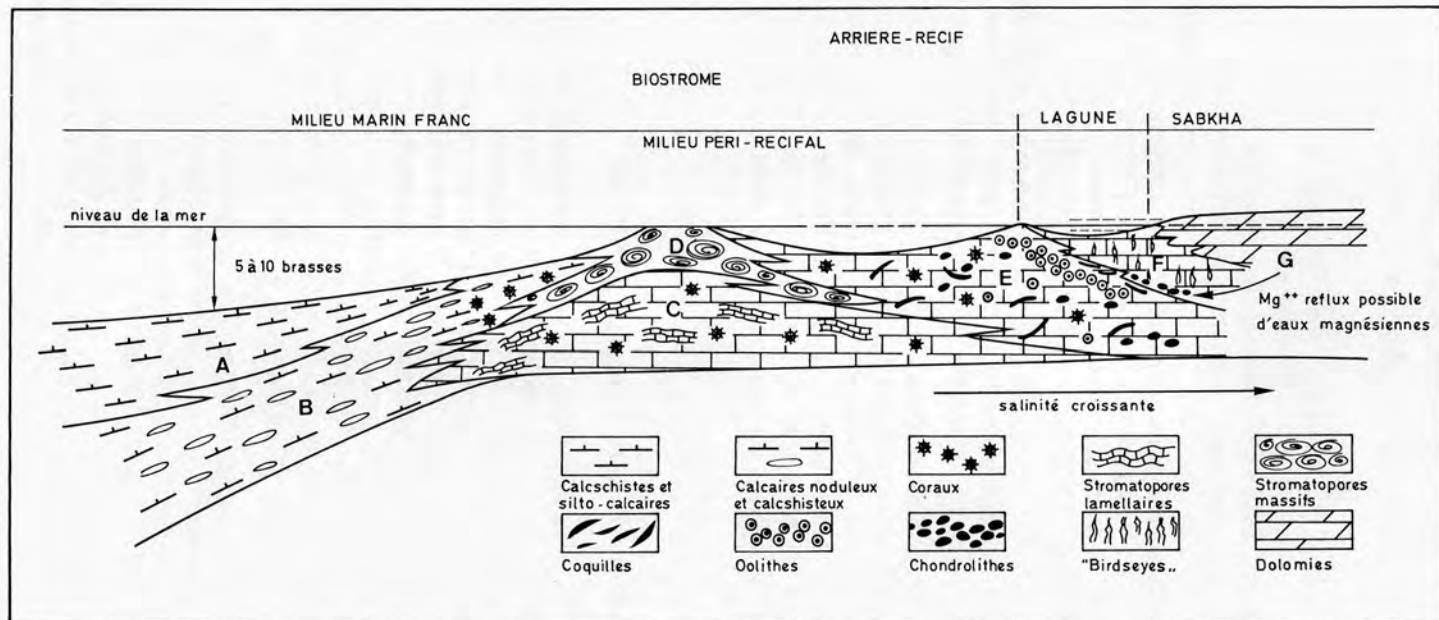 ARRIERE-RECIF
BIOSTROME
MILIEU MARIN FRANC
LAGUNE
SABKHA
MILIEU PERI-RECIFAL
niveau de la mer
5 à 10 brasses
A
B
C
D
E
F
G
Mg++ reflux possible
d'eaux magnésiennes
salinité croissante
Calcschistes et
silto-calcaires
Calcaires noduleux
et calcshisteux
Coraux
Stromatopores
lamellaires
Stromatopores
massifs
Coquilles
Oolithes
Chondrolithes
"Birdseyes„
Dolomies